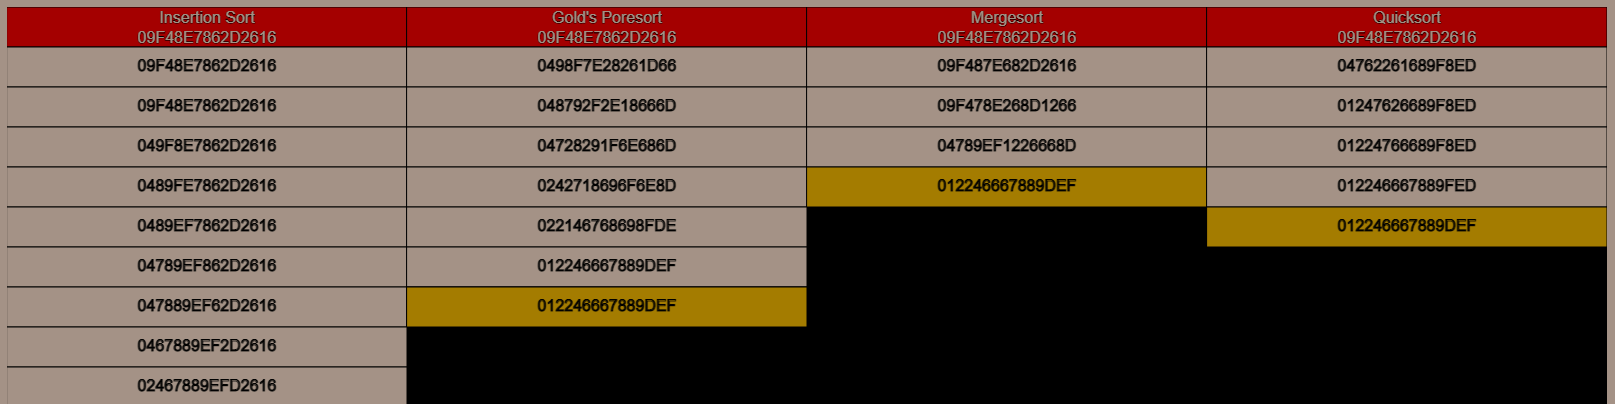 Insertion Sort Gold's Poresort Mergesort Quicksort
09F48E7862D2616 09F48E7862D2616 09F48E7862D2616 09F48E7862D2616
09F48E7862D2616 0498F7E28261D66 09F487E682D2616 04762261689F8ED
09F48E7862D2616 048792F2E18666D 09F478E268D1266 01247626689F8ED
049F8E7862D2616 04728291F6E686D 04789EF1226668D 01224766689F8ED
0489FE7862D2616 0242718696F6E8D 012246667889DEF 012246667889FED
0489EF7862D2616 022146768698FDE 012246667889DEF
04789EF862D2616 012246667889DEF
047889EF62D2616 012246667889DEF
0467889EF2D2616
02467889EFD2616